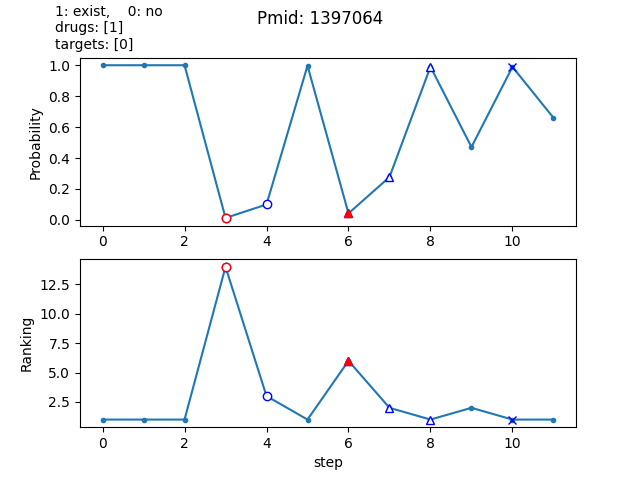 1: exist,    0: no
drugs: [1]
targets: [0]
Pmid: 1397064
Probability
1.0
0.8
0.6
0.4
0.2
0.0
0 2 4 6 8 10
Ranking
12.5
10.0
7.5
5.0
2.5
0 2 4 6 8 10
step